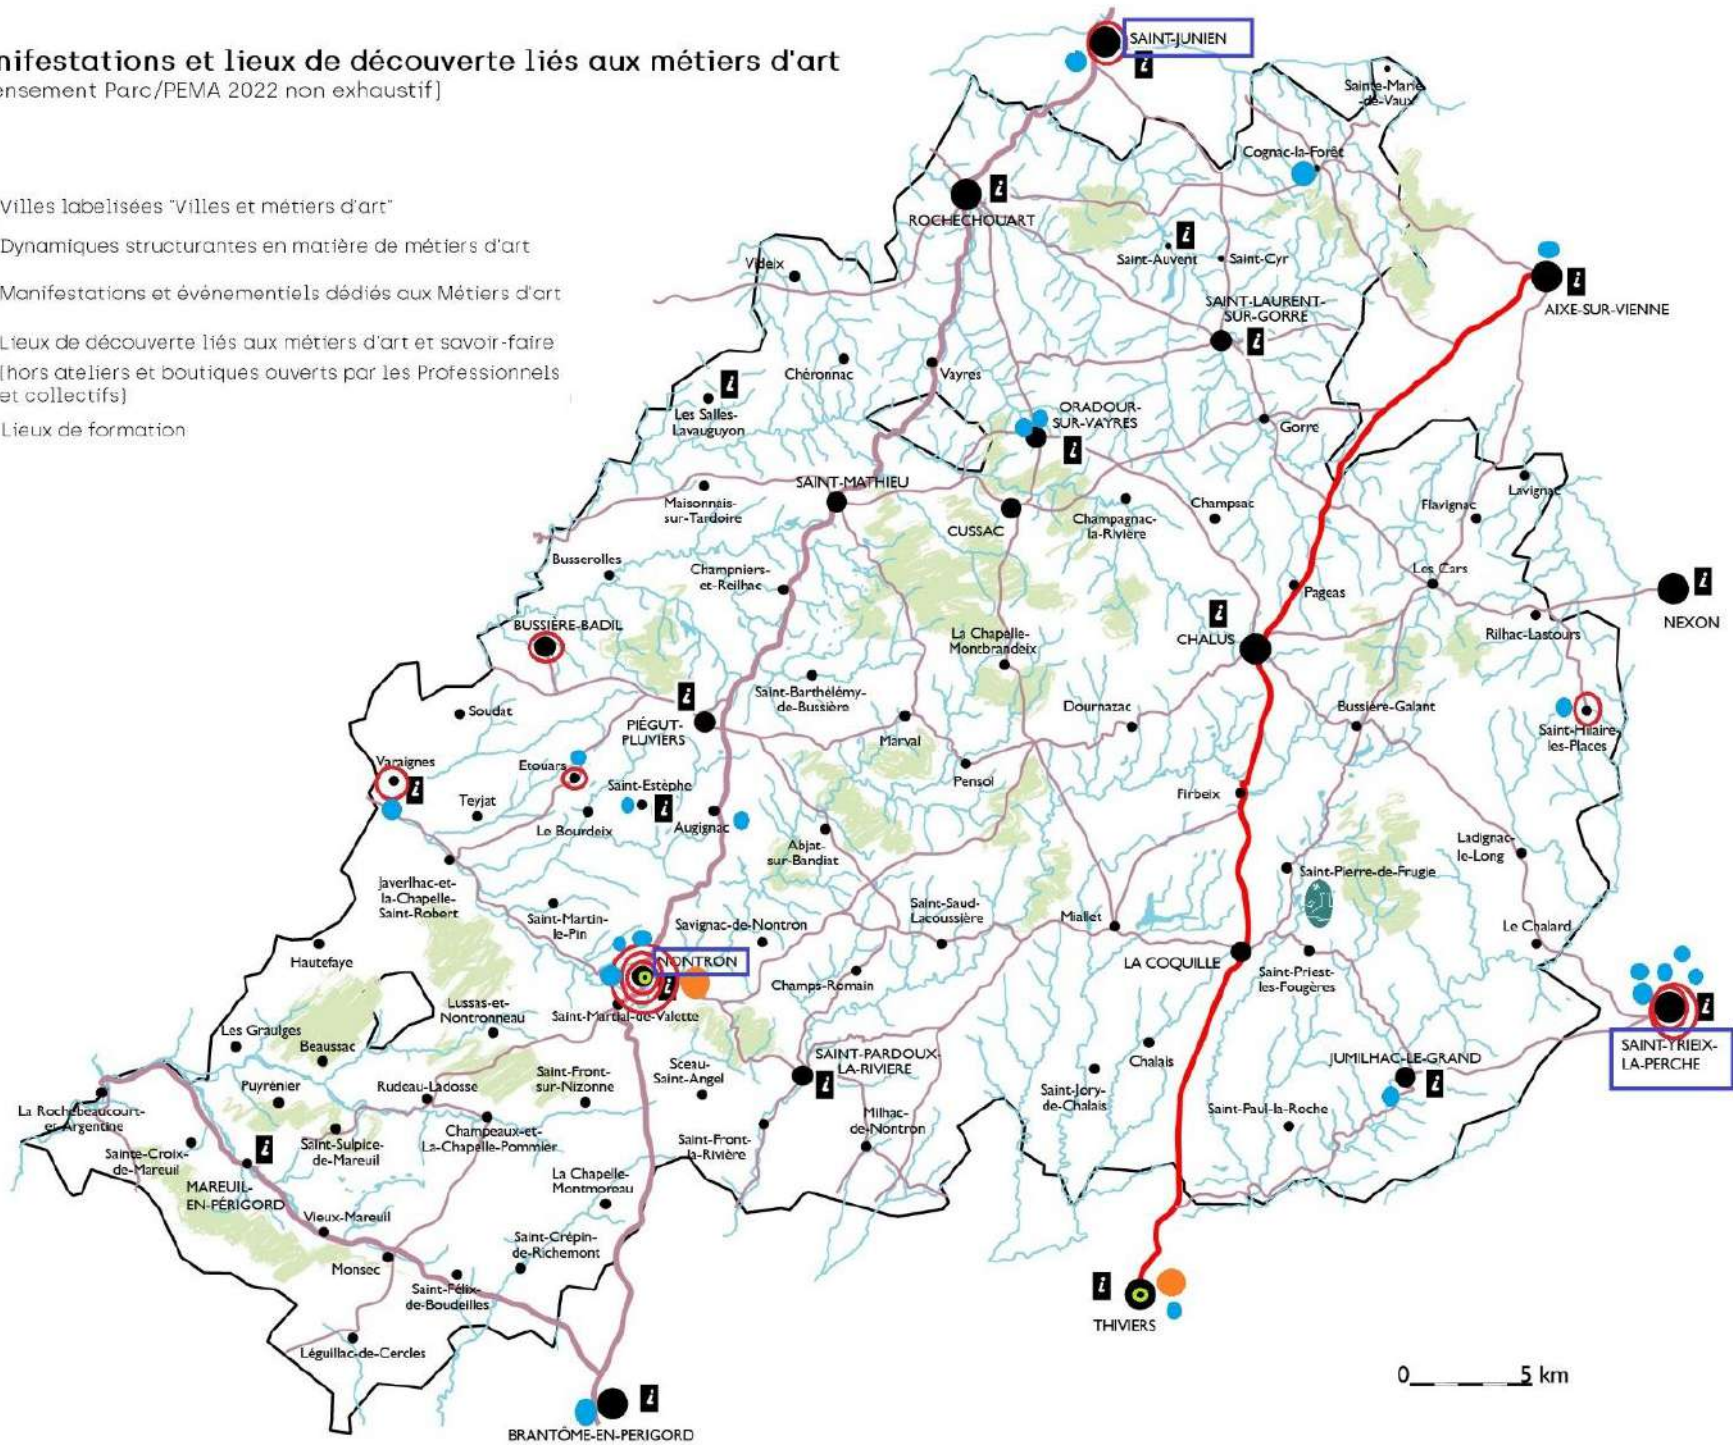 nifestations et lieux de découverte liés aux métiers d'art
ensement Parc/PEMA 2022 non exhaustif]
Villes labelisées "Villes et métiers d'art"
Dynamiques structurantes en matière de métiers d'art
Manifestations et évènementiels dédiés aux Métiers d'art
Lieux de découverte liés aux métiers d'art et savoir-faire
(hors ateliers et boutiques ouverts par les Professionnels
et collectifs)
Lieux de formation
SAINT-JUNIEN
i
Sainte-Marie
-de-Vaux
Cognac-la-Forêt
i
ROCHECHOUART
i
Saint-Auvent
Saint-Cyr
Videix
i
AIXE-SUR-VIENNE
SAINT-LAURENT-
SUR-GORRE
i
Chéronnac
Vayres
i
Les Salles-
Lavauguyon
ORADOUR-
SUR-VAYRES
i
Gorre
SAINT-MATHIEU
Maisonnais-
sur-Tardoire
CUSSAC
Champagnac-
la-Rivière
Champsac
Flavignac
Lavignac
Busserolles
Champniers-
et-Reilhac
Les Cars
Pageas
i
NEXON
BUSSIÈRE-BADIL
La Chapelle-
Montbrandeix
i
CHALUS
Rilhac-Lastours
Soudat
i
PIÉGUT-
PLUVIERS
Saint-Barthélémy-
de-Bussière
Marval
Dournazac
Bussière-Galant
Saint-Hilaire-
les-Places
Varaignes
i
Etouars
Teyjat
Saint-Estèphe
i
Le Bourdeix
Augignac
Pensol
Firbeix
Abjat-
sur-Bandiat
Ladignac-
le-Long
Saint-Pierre-de-Frugie
Javerlhac-et-
la-Chapelle-
Saint-Robert
Saint-Martin-
le-Pin
Savignac-de-Nontron
Saint-Saud-
Lacoussière
Miallet
Le Chalard
Hautefaye
NONTRON
i
Champs-Romain
LA COQUILLE
Saint-Priest-
les-Fougères
Lussas-et-
Nontronneau
Saint-Martial-de-Valette
i
SAINT-YRIEIX-
LA-PERCHE
Les Graulges
Beaussac
Puyrenier
Rudeau-Ladosse
Saint-Front-
sur-Nizonne
Sceau-
Saint-Angel
SAINT-PARDOUX-
LA-RIVIERE
i
Chalais
Saint-Jory-
de-Chalais
JUMILHAC-LE-GRAND
i
Saint-Paul-la-Roche
La Rochebeaucourt-
et-Argentine
Sainte-Croix-
de-Mareuil
i
MAREUIL-
EN-PÉRIGORD
Saint-Sulpice-
de-Mareuil
Champeaux-et-
La-Chapelle-Pommier
Saint-Front-
la-Rivière
Milhac-
de-Nontron
La Chapelle-
Montmoreau
Vieux-Mareuil
Monsec
Saint-Crépin-
de-Richemont
Saint-Félix-
de-Bourdeilles
Léguillac-de-Cercles
i
THIVIERS
i
BRANTÔME-EN-PERIGORD
0 5 km